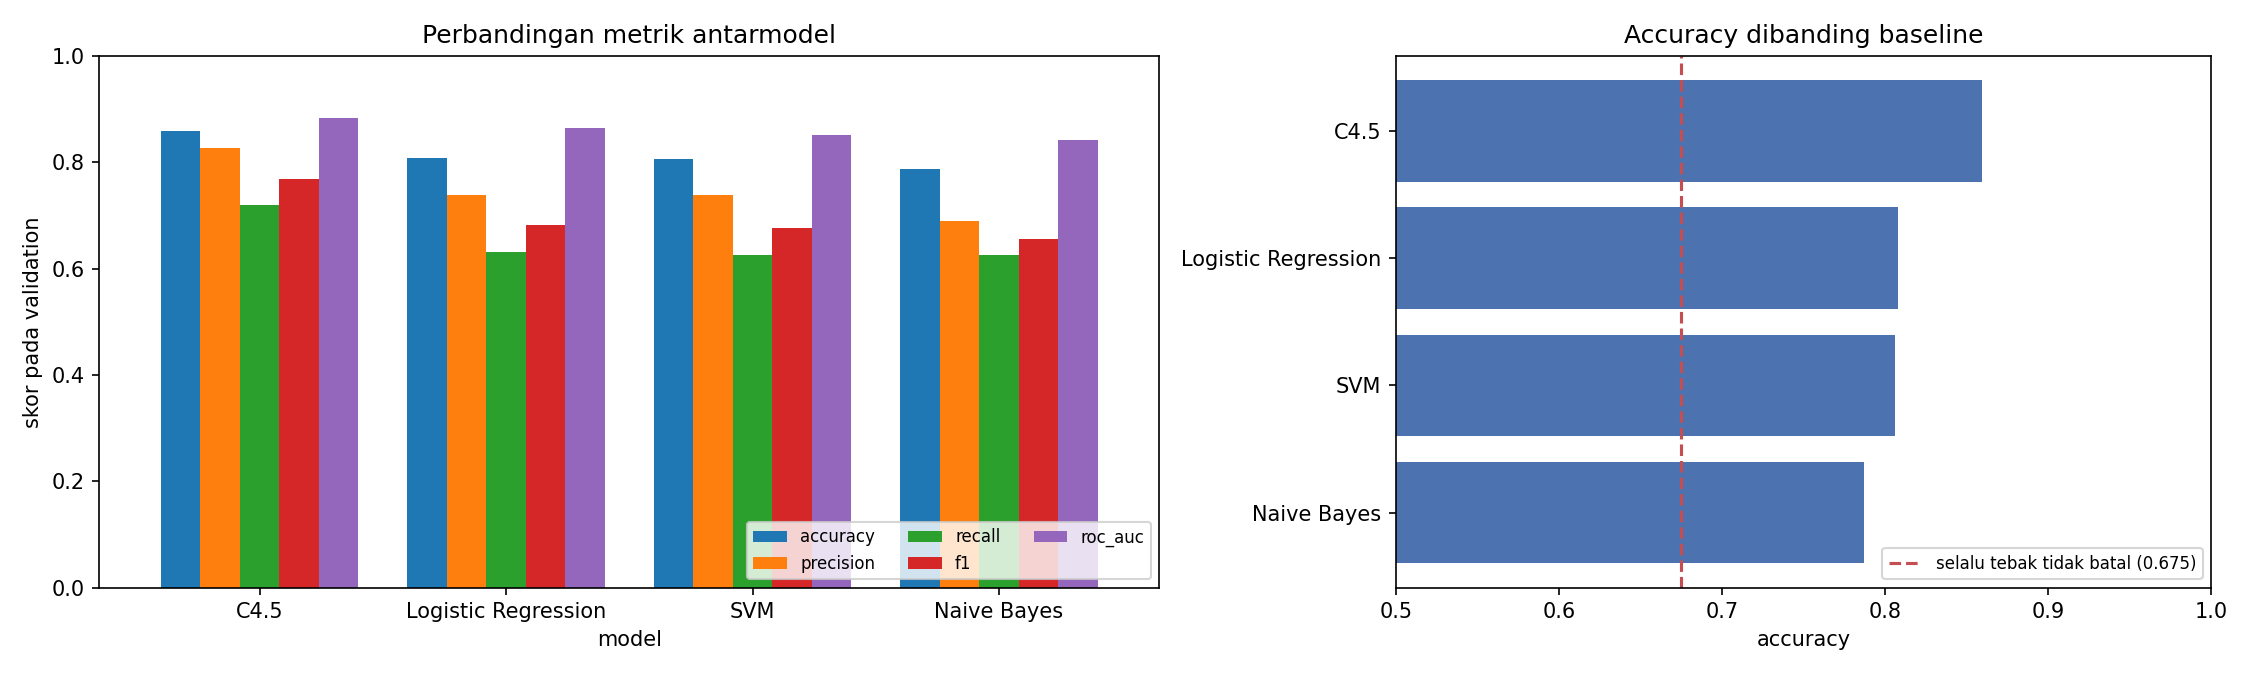 Perbandingan metrik antarmodel
skor pada validation
1.0
0.8
0.6
0.4
0.2
0.0
C4.5
Logistic Regression
SVM
Naive Bayes
model
accuracy
precision
recall
f1
roc_auc
Accuracy dibanding baseline
C4.5
Logistic Regression
SVM
Naive Bayes
0.5
0.6
0.7
0.8
0.9
1.0
accuracy
selalu tebak tidak batal (0.675)